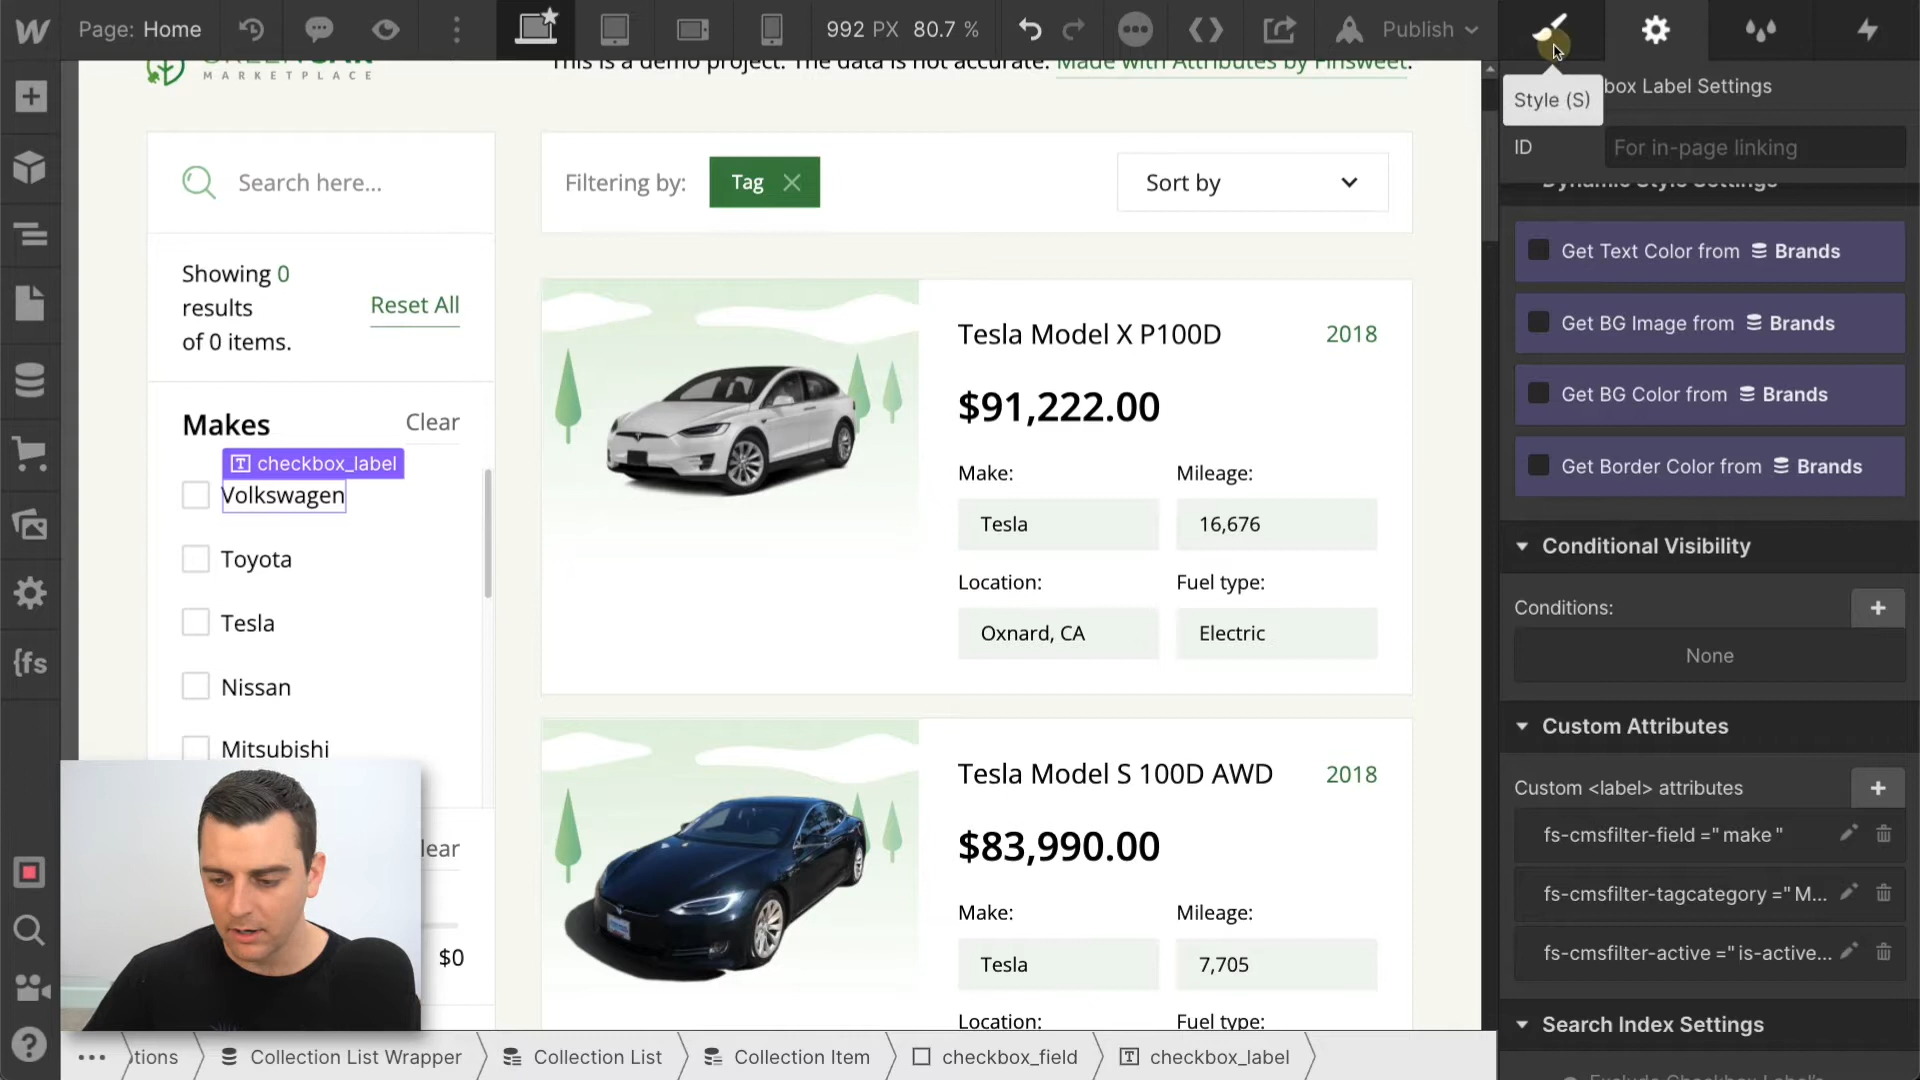 Page: Home
992 PX 80.7 %
Publish
MARKETPLACE
This is a demo project. The data is not accurate. Made with Attributes by Finsweet.
Style (S)
box Label Settings
ID
For in-page linking
Dynamic Style Settings
Search here...
Filtering by:
Tag
Sort by
Get Text Color from Brands
Get BG Image from Brands
Get BG Color from Brands
Get Border Color from Brands
Showing 0
results
of 0 items.
Reset All
Makes
Clear
checkbox_label
Volkswagen
Toyota
Tesla
Nissan
Mitsubishi
lear
$0
Tesla Model X P100D
2018
$91,222.00
Make:
Mileage:
Tesla
16,676
Location:
Fuel type:
Oxnard, CA
Electric
Tesla Model S 100D AWD
2018
$83,990.00
Make:
Mileage:
Tesla
7,705
Location:
Fuel type:
Conditional Visibility
Conditions:
None
Custom Attributes
Custom <label> attributes
fs-cmsfilter-field =" make "
fs-cmsfilter-tagcategory =" M...
fs-cmsfilter-active =" is-active...
Search Index Settings
Exclude Checkbox Label's
{fs
... tions
Collection List Wrapper
Collection List
Collection Item
checkbox_field
checkbox_label